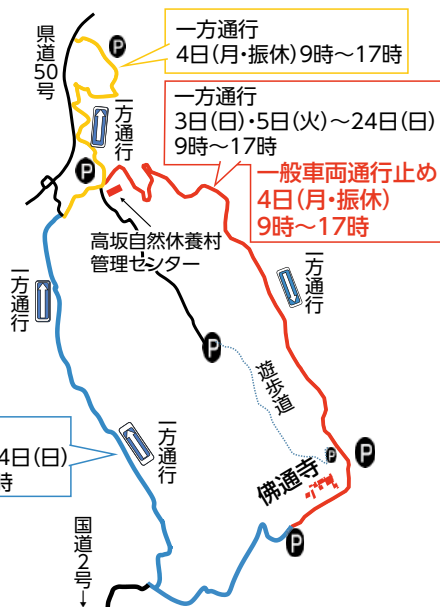 県道50号
P
一方通行
4日(月・振休)9時～17時
一方通行
3日(日)・5日(火)～24日(日)
9時～17時
一般車両通行止め
4日(月・振休)
9時～17時
一方通行
P
高坂自然休養村
管理センター
一方通行
一方通行
P
遊歩道
一方通行
4日(日)
時
佛通寺
P
P
P
国道2号→